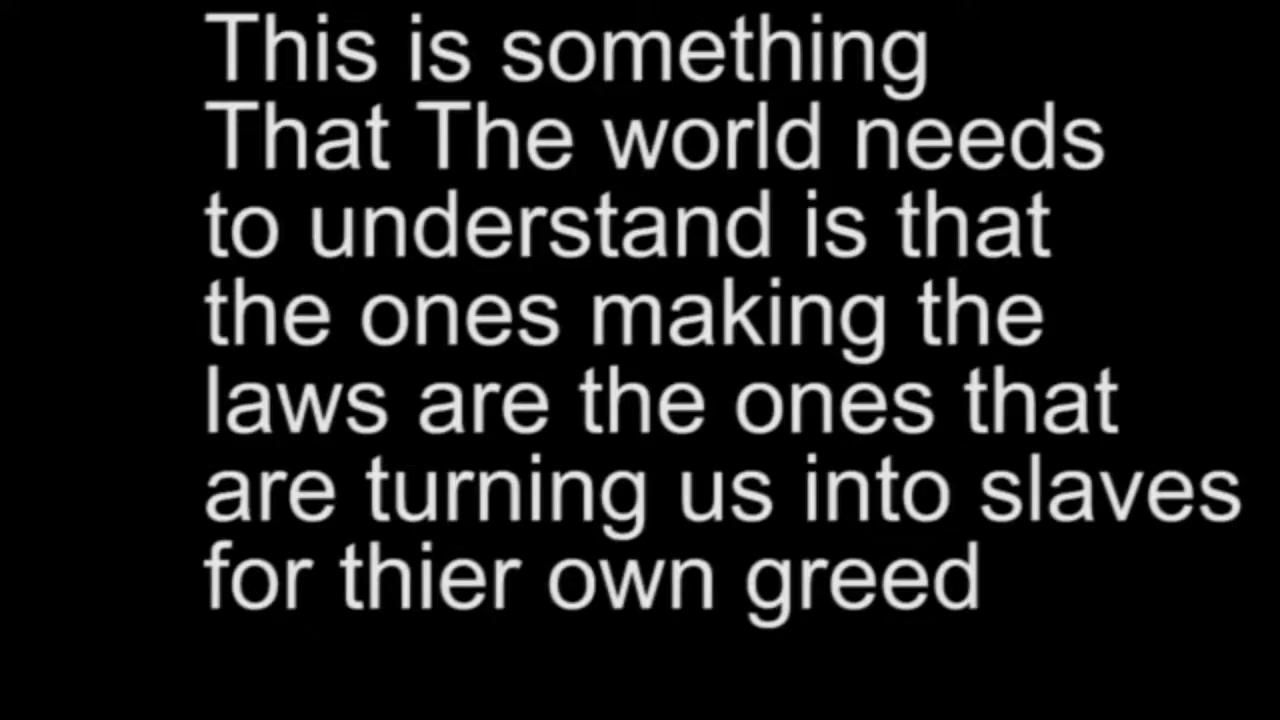 This is something
That The world needs
to understand is that
the ones making the
laws are the ones that
are turning us into slaves
for thier own greed